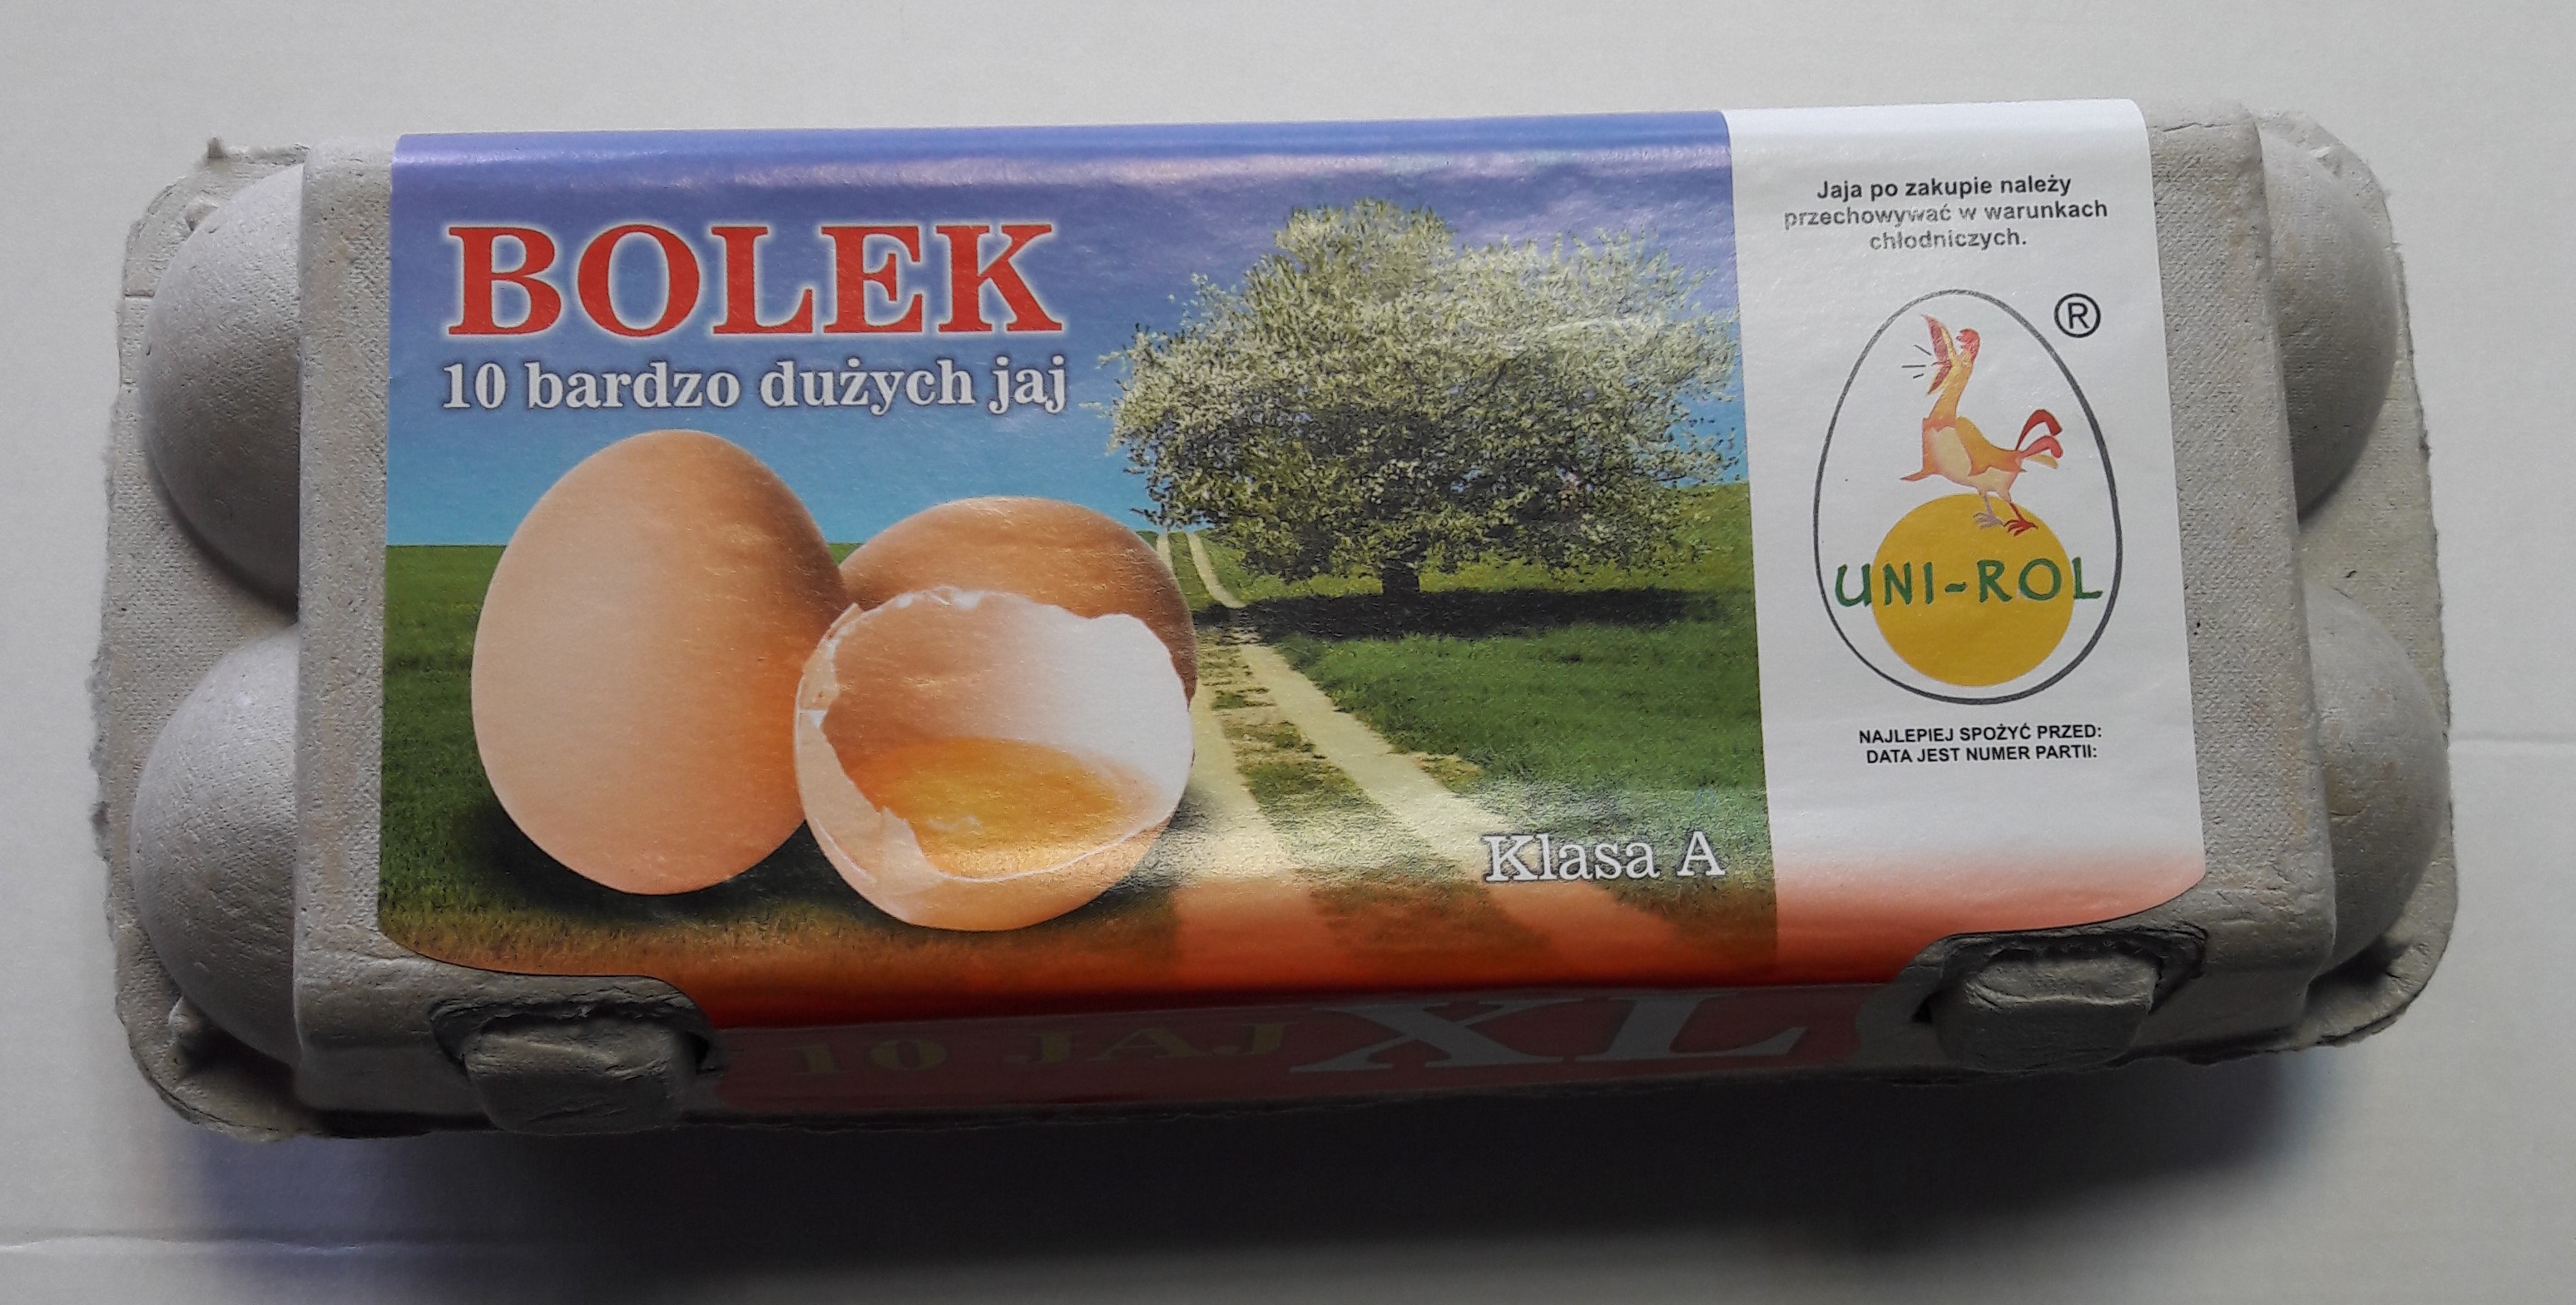 BOLEK
10 bardzo dużych jaj
Klasa A
Jaja po zakupie należy
przechowywać w warunkach
chłodniczych.
®
UNI-ROL
NAJLEPIEJ SPOŻYĆ PRZED:
DATA JEST NUMER PARTII:
10 JAJ XL